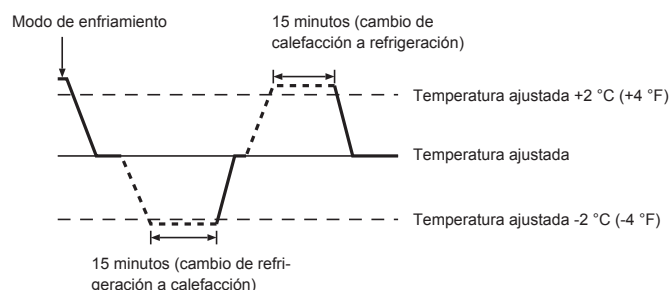 Modo de enfriamiento
15 minutos (cambio de
calefacción a refrigeración)
Temperatura ajustada +2 °C (+4 °F)
Temperatura ajustada
Temperatura ajustada -2 °C (-4 °F)
15 minutos (cambio de refri-
geración a calefacción)